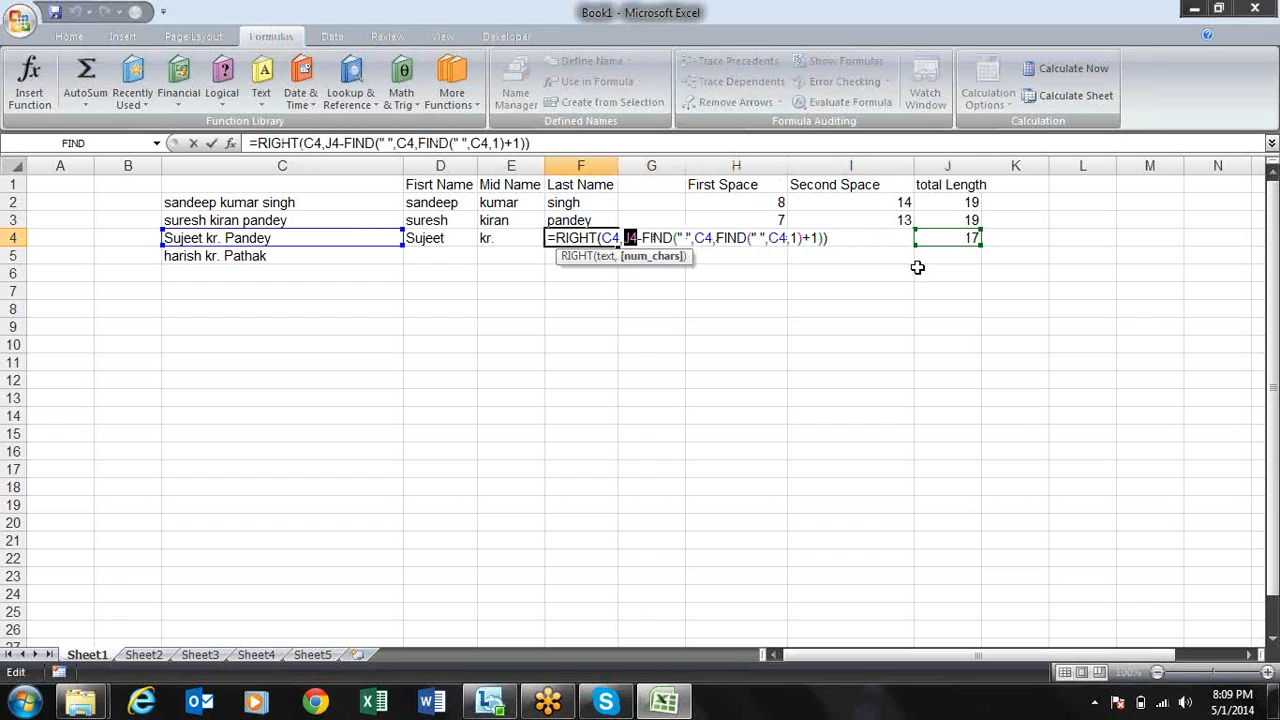 Book1 - Microsoft Excel
Home Insert Page Layout Formulas Data Review View Developer
Insert Function
AutoSum
Recently Used
Financial
Logical
Text
Date & Time
Lookup & Reference
Math & Trig
More Functions
Function Library
Name Manager
Define Name
Use in Formula
Create from Selection
Defined Names
Trace Precedents
Trace Dependents
Remove Arrows
Show Formulas
Error Checking
Evaluate Formula
Formula Auditing
Watch Window
Calculation Options
Calculate Now
Calculate Sheet
Calculation
FIND =RIGHT(C4,J4-FIND(" ",C4,FIND(" ",C4,1)+1))
A B C D E F G H I J K L M N
1 Fisrt Name Mid Name Last Name First Space Second Space total Length
2 sandeep kumar singh sandeep kumar singh 8 14 19
3 suresh kiran pandey suresh kiran pandey 7 13 19
4 Sujeet kr. Pandey Sujeet kr. =RIGHT(C4,J4-FIND(" ",C4,FIND(" ",C4,1)+1)) 17
RIGHT(text, [num_chars])
5 harish kr. Pathak
6
7
8
9
10
11
12
13
14
15
16
17
18
19
20
21
22
23
24
25
26
27
Sheet1 Sheet2 Sheet3 Sheet4 Sheet5
Edit 100%
8:09 PM
5/1/2014